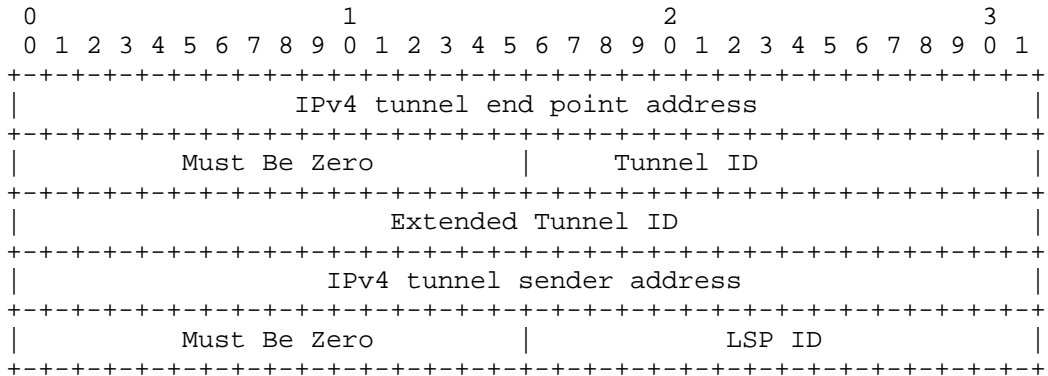 0                   1                   2                   3
 0 1 2 3 4 5 6 7 8 9 0 1 2 3 4 5 6 7 8 9 0 1 2 3 4 5 6 7 8 9 0 1
+-+-+-+-+-+-+-+-+-+-+-+-+-+-+-+-+-+-+-+-+-+-+-+-+-+-+-+-+-+-+-+-+
|                 IPv4 tunnel end point address                 |
+-+-+-+-+-+-+-+-+-+-+-+-+-+-+-+-+-+-+-+-+-+-+-+-+-+-+-+-+-+-+-+-+
|          Must Be Zero         |     Tunnel ID                 |
+-+-+-+-+-+-+-+-+-+-+-+-+-+-+-+-+-+-+-+-+-+-+-+-+-+-+-+-+-+-+-+-+
|                       Extended Tunnel ID                      |
+-+-+-+-+-+-+-+-+-+-+-+-+-+-+-+-+-+-+-+-+-+-+-+-+-+-+-+-+-+-+-+-+
|                   IPv4 tunnel sender address                  |
+-+-+-+-+-+-+-+-+-+-+-+-+-+-+-+-+-+-+-+-+-+-+-+-+-+-+-+-+-+-+-+-+
|          Must Be Zero         |            LSP ID             |
+-+-+-+-+-+-+-+-+-+-+-+-+-+-+-+-+-+-+-+-+-+-+-+-+-+-+-+-+-+-+-+-+